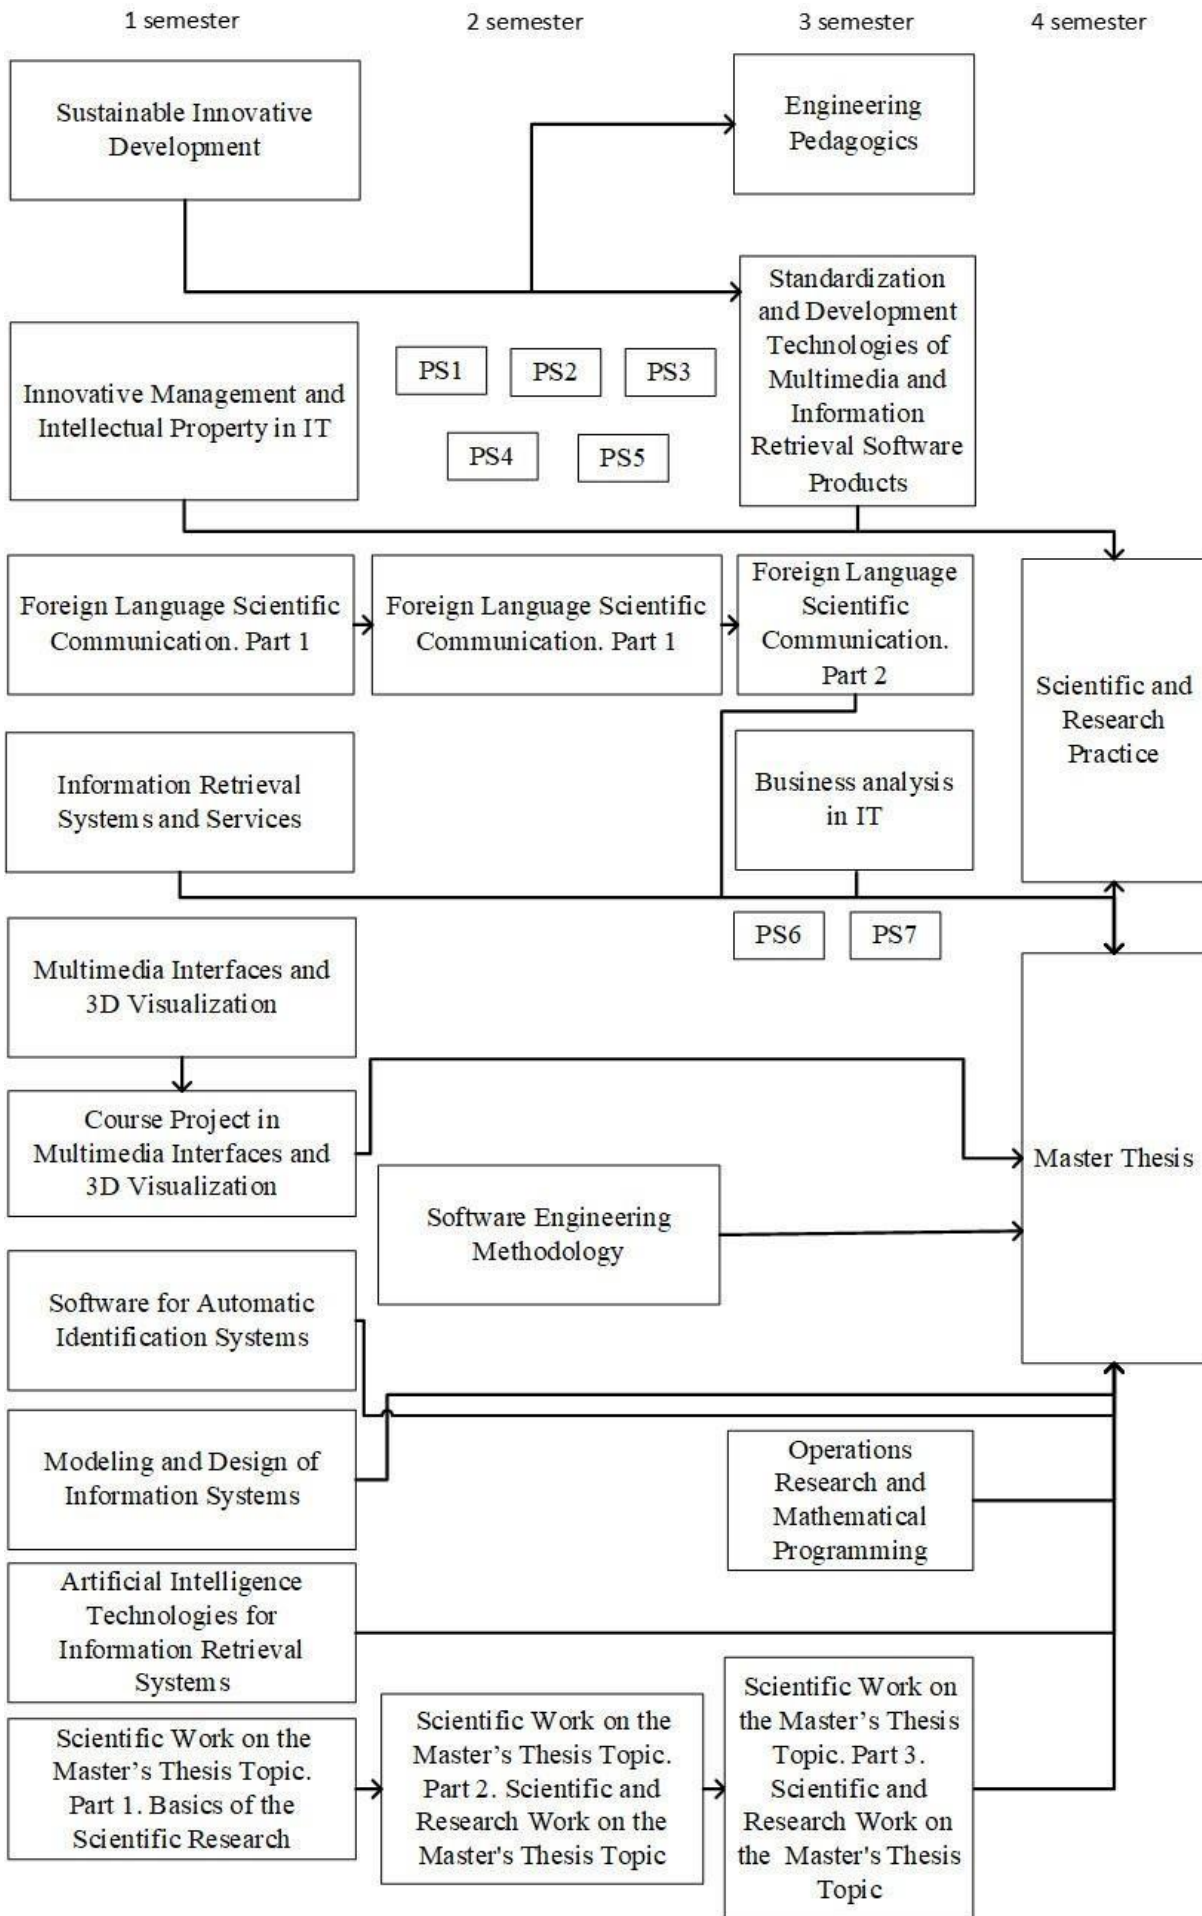 1 semester
2 semester
3 semester
4 semester
Sustainable Innovative
Development
Engineering
Pedagogics
Innovative Management and
Intellectual Property in IT
PS1
PS2
PS3
PS4
PS5
Standardization
and Development
Technologies of
Multimedia and
Information
Retrieval Software
Products
Foreign Language Scientific
Communication. Part 1
Foreign Language Scientific
Communication. Part 1
Foreign Language
Scientific
Communication.
Part 2
Scientific and
Research
Practice
Information Retrieval
Systems and Services
Business analysis
in IT
PS6
PS7
Multimedia Interfaces and
3D Visualization
Course Project in
Multimedia Interfaces and
3D Visualization
Software Engineering
Methodology
Master Thesis
Software for Automatic
Identification Systems
Modeling and Design of
Information Systems
Operations
Research and
Mathematical
Programming
Artificial Intelligence
Technologies for
Information Retrieval
Systems
Scientific Work on the
Master’s Thesis Topic.
Part 1. Basics of the
Scientific Research
Scientific Work on the
Master’s Thesis Topic.
Part 2. Scientific and
Research Work on the
Master's Thesis Topic
Scientific Work on
the Master’s Thesis
Topic. Part 3.
Scientific and
Research Work on
the Master's Thesis
Topic